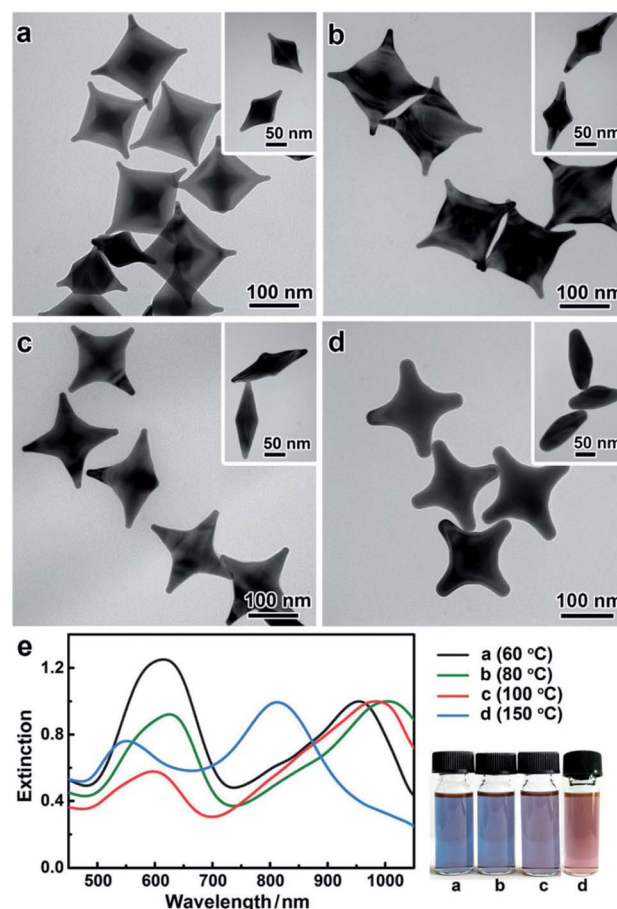 a
50 nm
100 nm
b
50 nm
100 nm
c
50 nm
100 nm
d
50 nm
100 nm
e
Extinction
1.2
0.8
0.4
0.0
500 600 700 800 900 1000
Wavelength/nm
a (60 °C)
b (80 °C)
c (100 °C)
d (150 °C)
a b c d